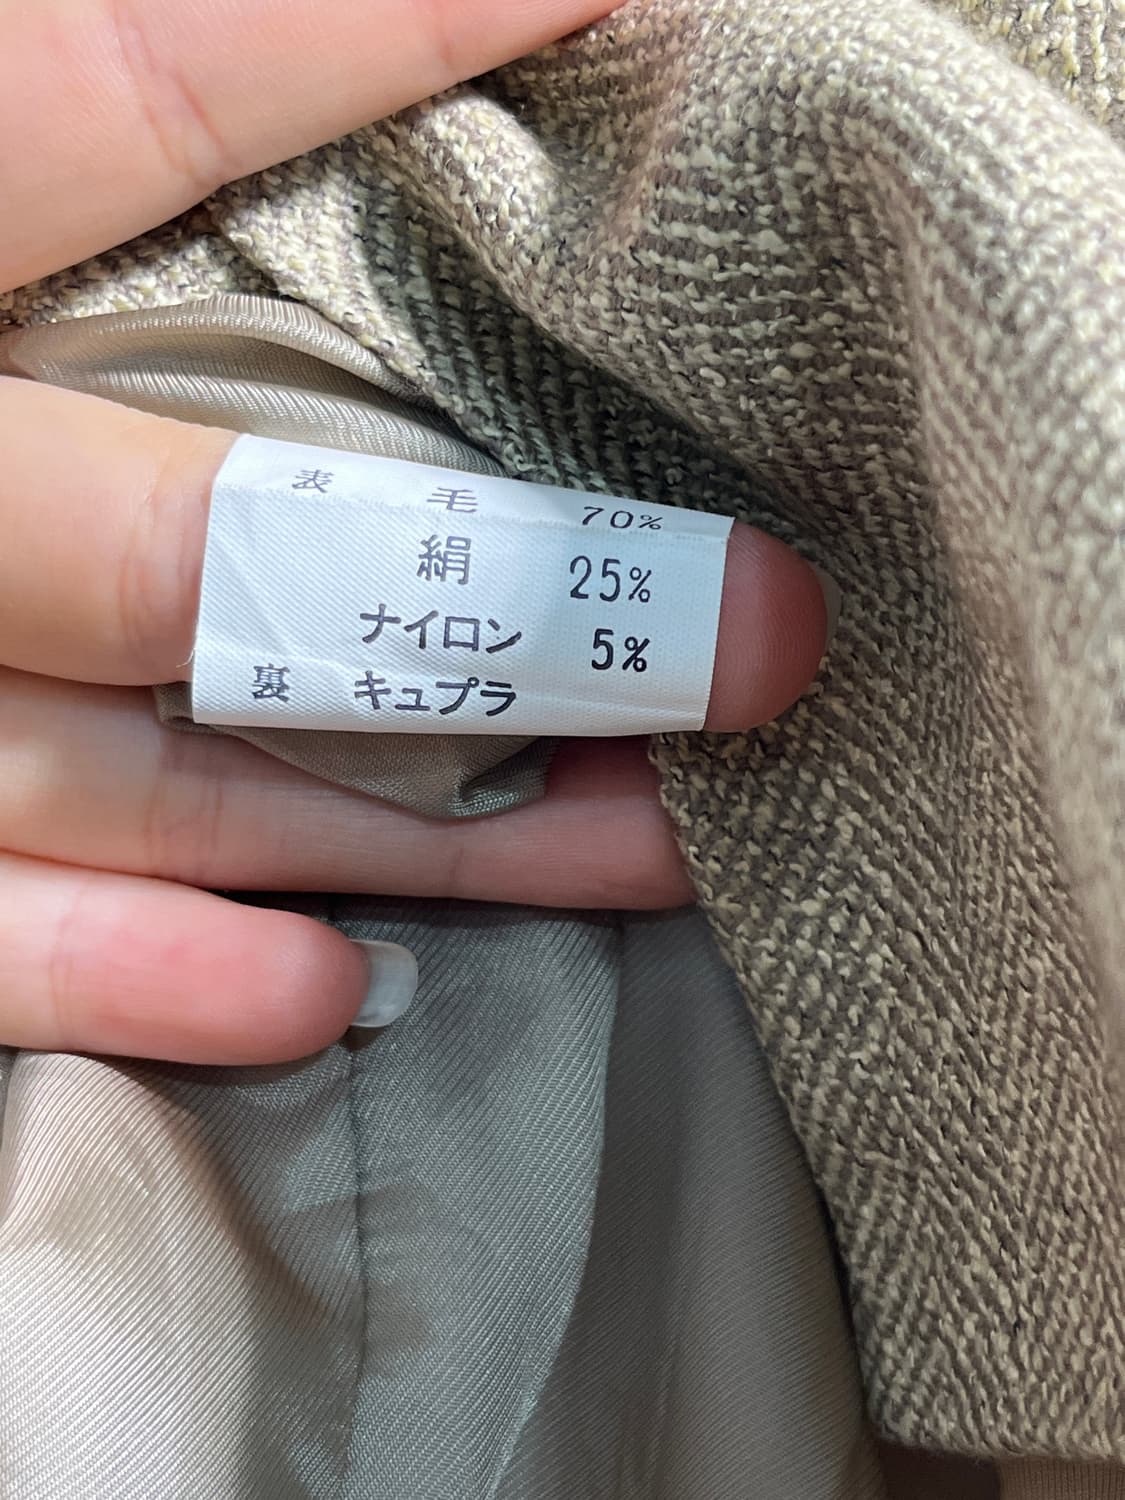 表 毛 70%
絹 25%
ナイロン 5%
裏 キュプラ